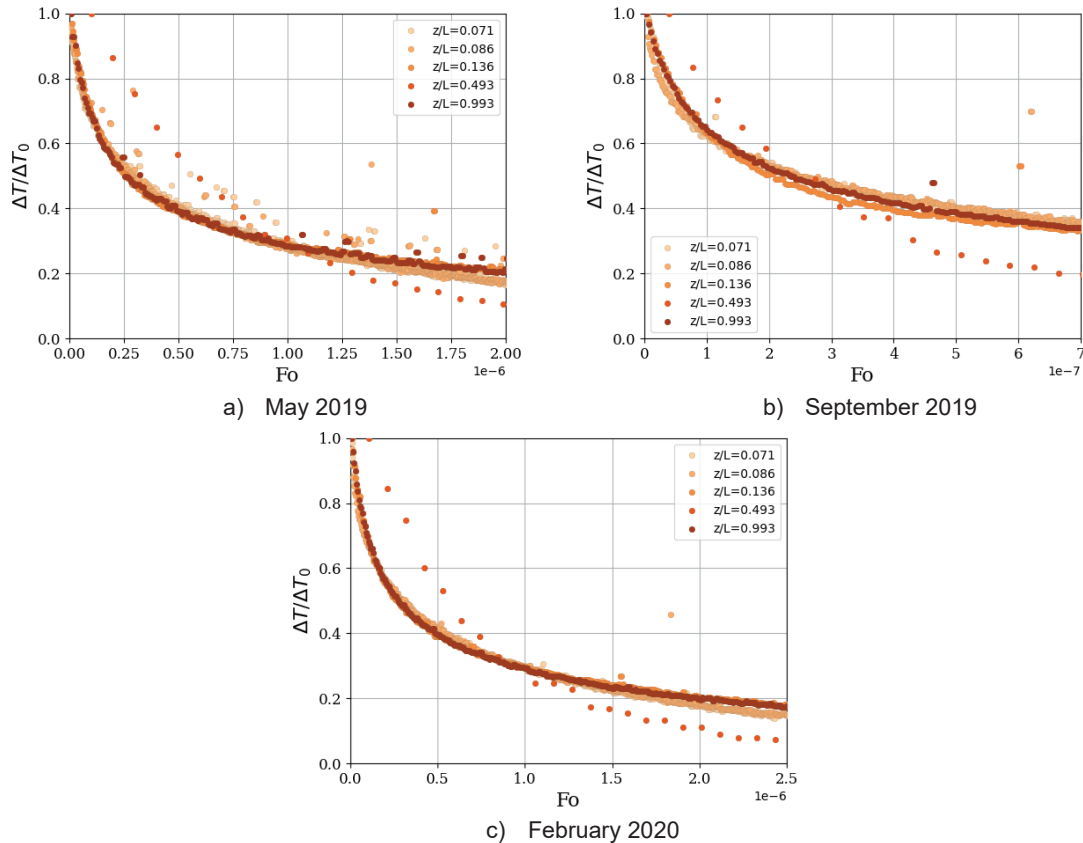 1.0
0.8
0.6
0.4
0.2
0.0
ΔT/ΔT₀
z/L=0.071
z/L=0.086
z/L=0.136
z/L=0.493
z/L=0.993
0.00 0.25 0.50 0.75 1.00 1.25 1.50 1.75 2.00
1e−6
Fo
a) May 2019
1.0
0.8
0.6
0.4
0.2
0.0
ΔT/ΔT₀
z/L=0.071
z/L=0.086
z/L=0.136
z/L=0.493
z/L=0.993
0 1 2 3 4 5 6 7
1e−7
Fo
b) September 2019
1.0
0.8
0.6
0.4
0.2
0.0
ΔT/ΔT₀
z/L=0.071
z/L=0.086
z/L=0.136
z/L=0.493
z/L=0.993
0.0 0.5 1.0 1.5 2.0 2.5
1e−6
Fo
c) February 2020